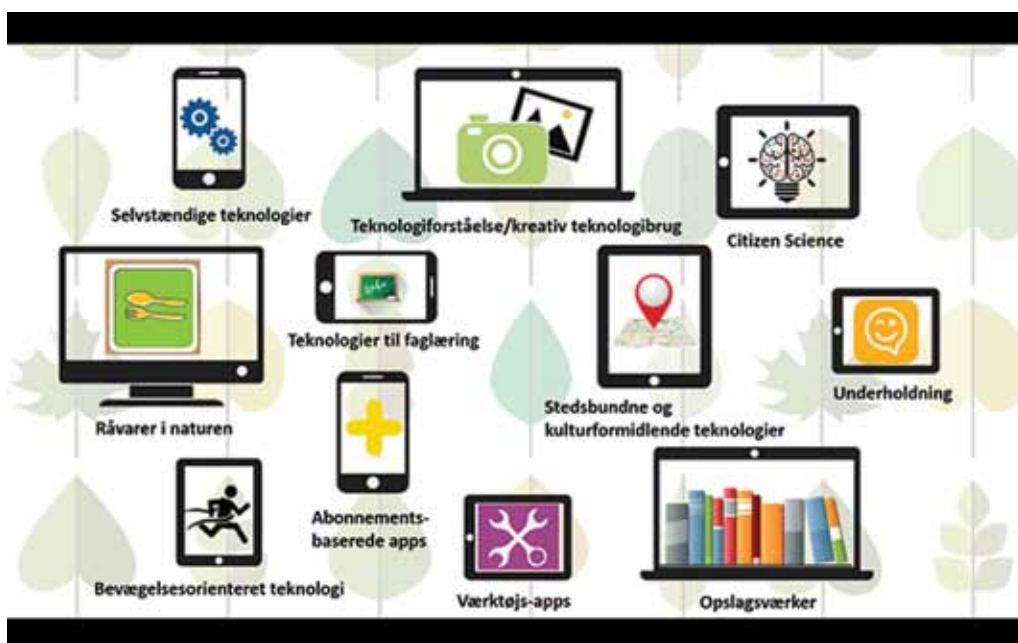 Selvstændige teknologier
Teknologiforståelse/kreativ teknologibrug
Citizen Science
Råvarer i naturen
Teknologier til faglæring
Stedsbundne og
kulturformidlende teknologier
Underholdning
Bevægelsesorienteret teknologi
Abonnements-
baserede apps
Værktøjs-apps
Opslagsværker